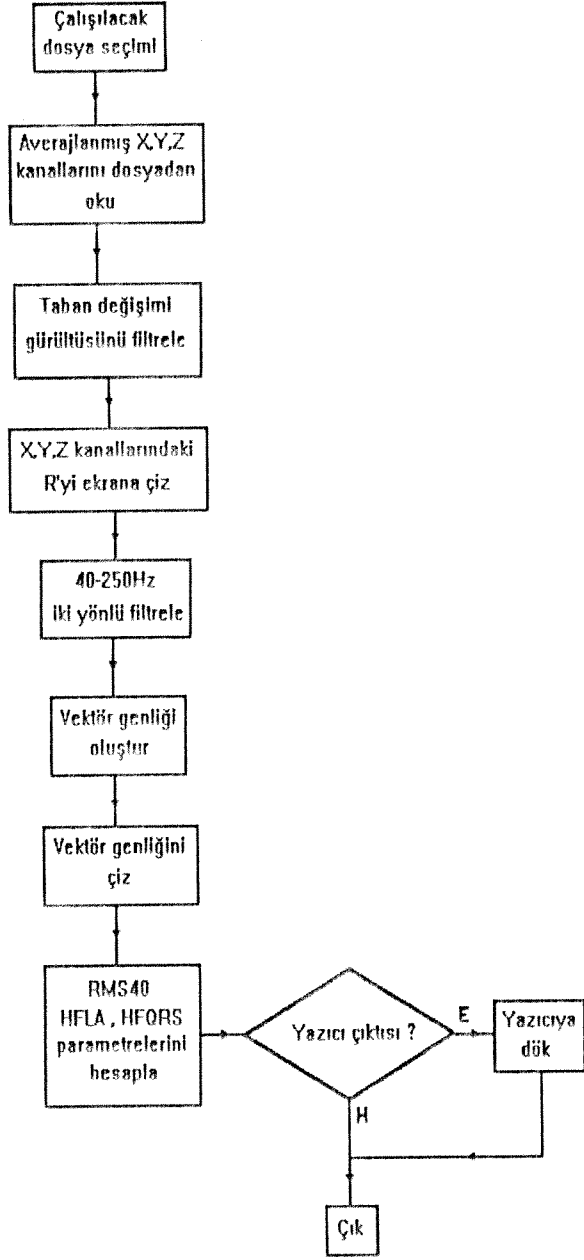 Çalışılacak
dosya seçimi
Averajlanmış X,Y,Z
kanallarını dosyadan
oku
Taban değişimi
gürültüsünü filtrele
X,Y,Z kanallarındaki
R'yi ekrana çiz
40-250Hz
iki yönlü filtrele
Vektör genliği
oluştur
Vektör genliğini
çiz
RMS40
HFLA , HFQRS
parametrelerini
hesapla
Yazıcı çıktısı ?
E
Yazıcıya
dök
H
Çık